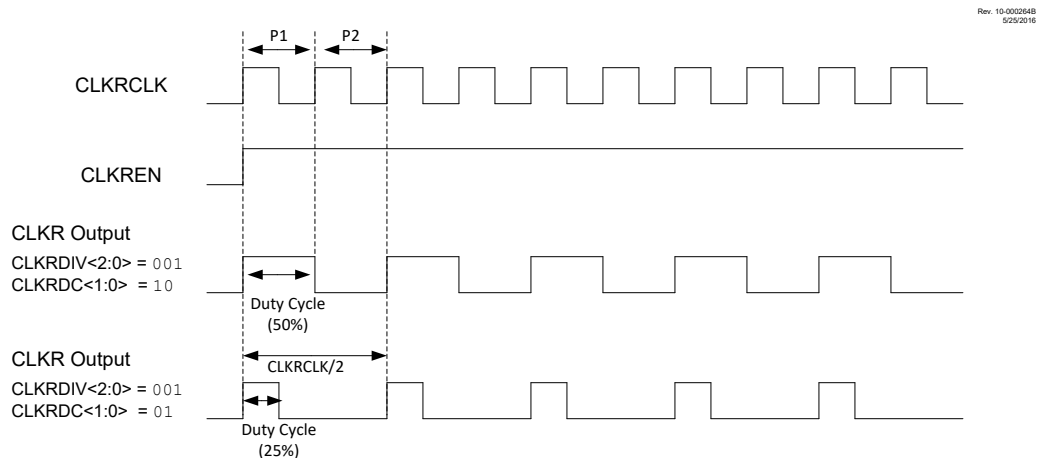 Rev. 10-000264B
5/25/2016
P1
P2
CLKRCLK
CLKREN
CLKR Output
CLKRDIV<2:0> = 001
CLKRDC<1:0> = 10
Duty Cycle
(50%)
CLKR Output
CLKRCLK/2
CLKRDIV<2:0> = 001
CLKRDC<1:0> = 01
Duty Cycle
(25%)